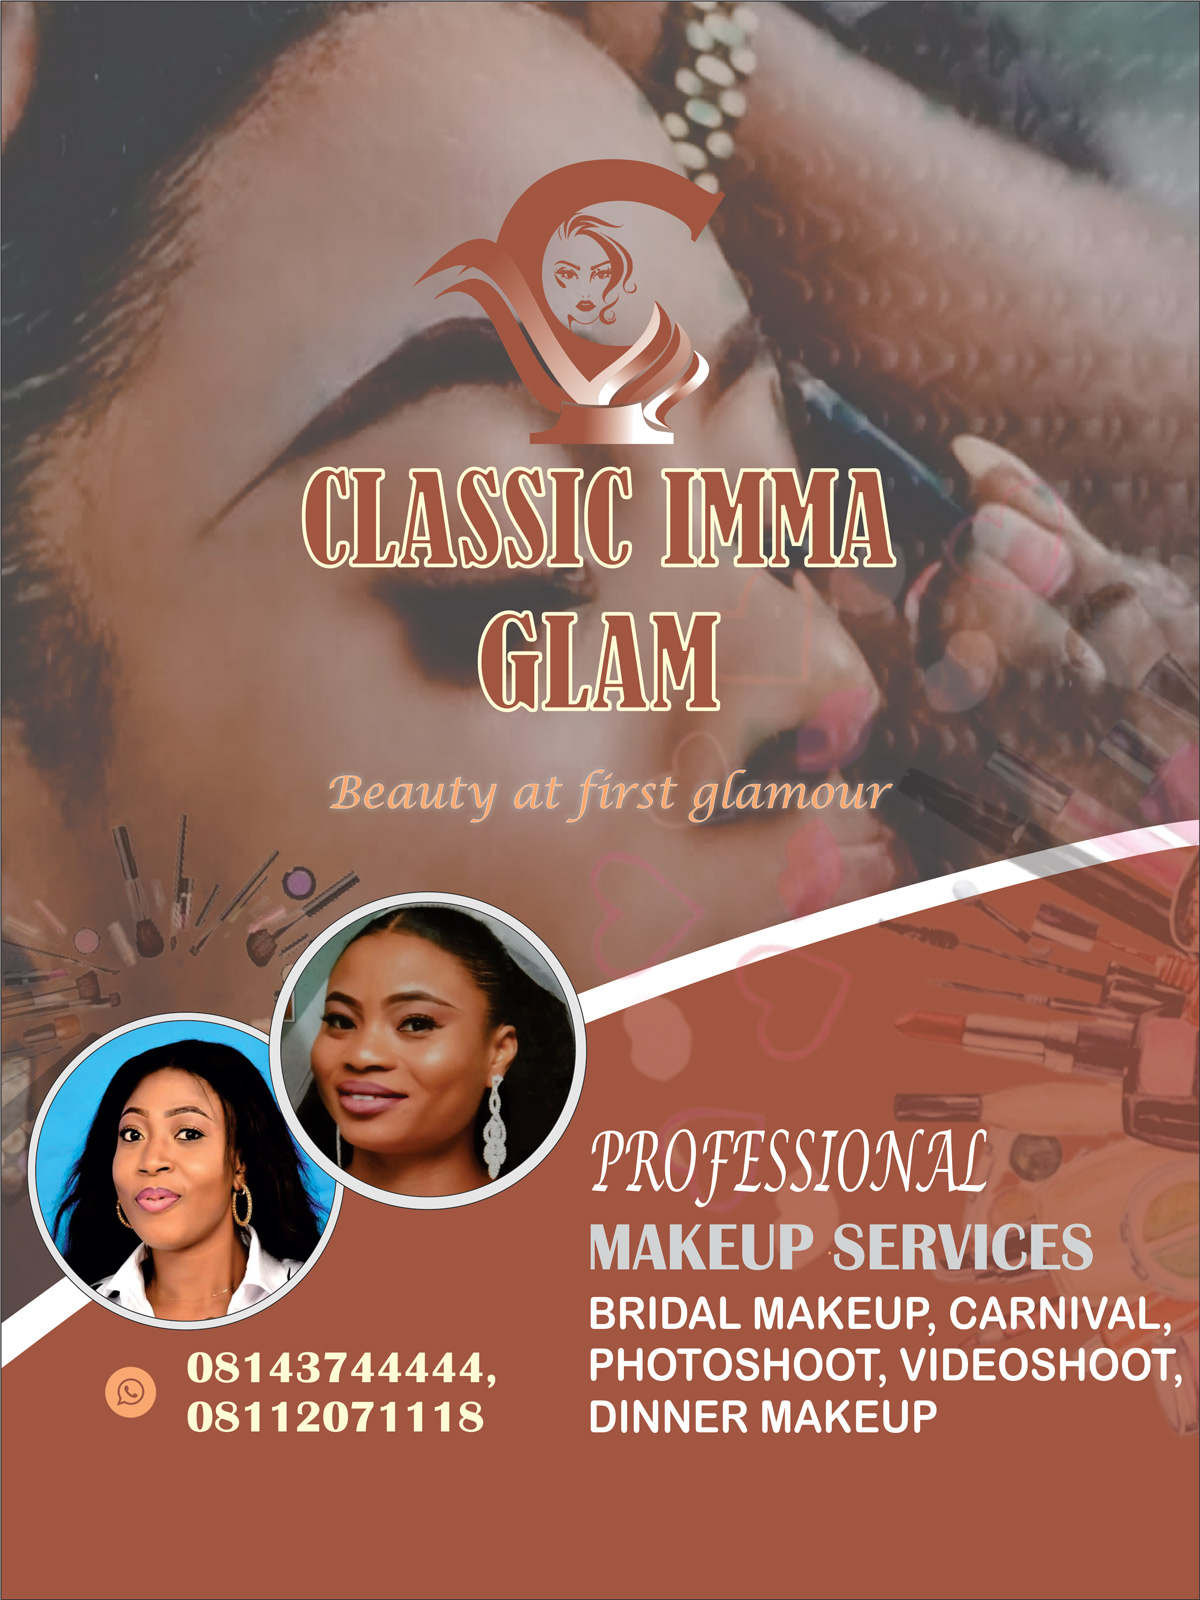 CLASSIC IMMA
GLAM
Beauty at first glamour
PROFESSIONAL
MAKEUP SERVICES
BRIDAL MAKEUP, CARNIVAL,
PHOTOSHOOT, VIDEOSHOOT,
DINNER MAKEUP
08143744444,
08112071118